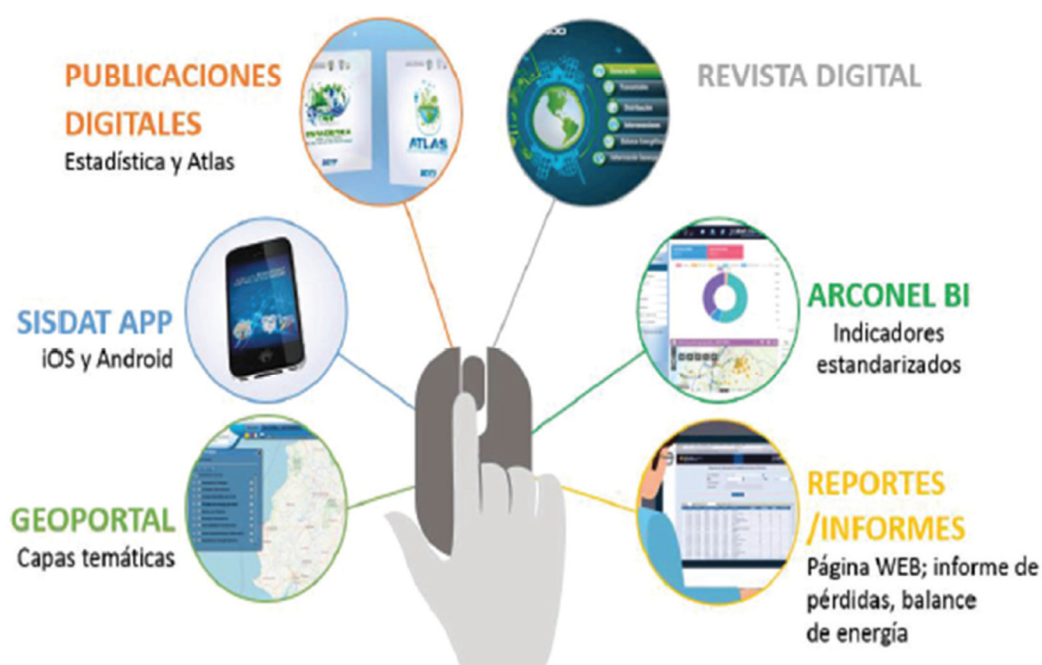 PUBLICACIONES
DIGITALES
Estadística y Atlas
REVISTA DIGITAL
ATLAS
SISDAT APP
iOS y Android
ARCONEL BI
Indicadores
estandarizados
GEOPORTAL
Capas temáticas
REPORTES
/INFORMES
Página WEB; informe de
pérdidas, balance
de energía